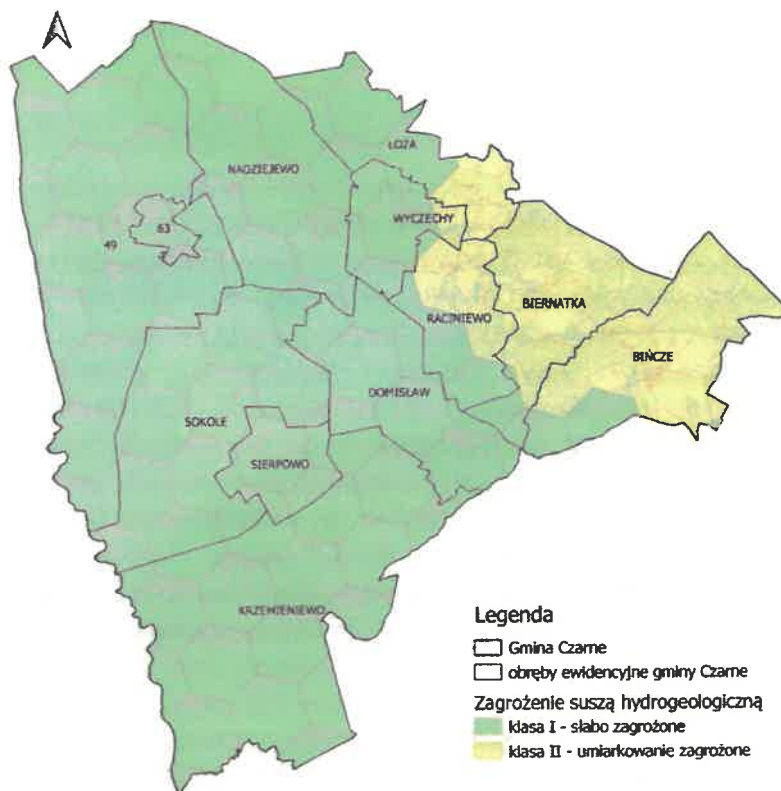 ŁOZA
NADZIEJEWO
WYCZECHY
63
49
BIERNATKA
RACINIEWO
BIŃCZE
DOMISŁAW
SOKOLE
SIERPOWO
KRZEMIENIEWO
Legenda
Gmina Czarne
obręby ewidencyjne gminy Czarne
Zagrożenie suszą hydrogeologiczną
klasa I - słabo zagrożone
klasa II - umiarkowanie zagrożone